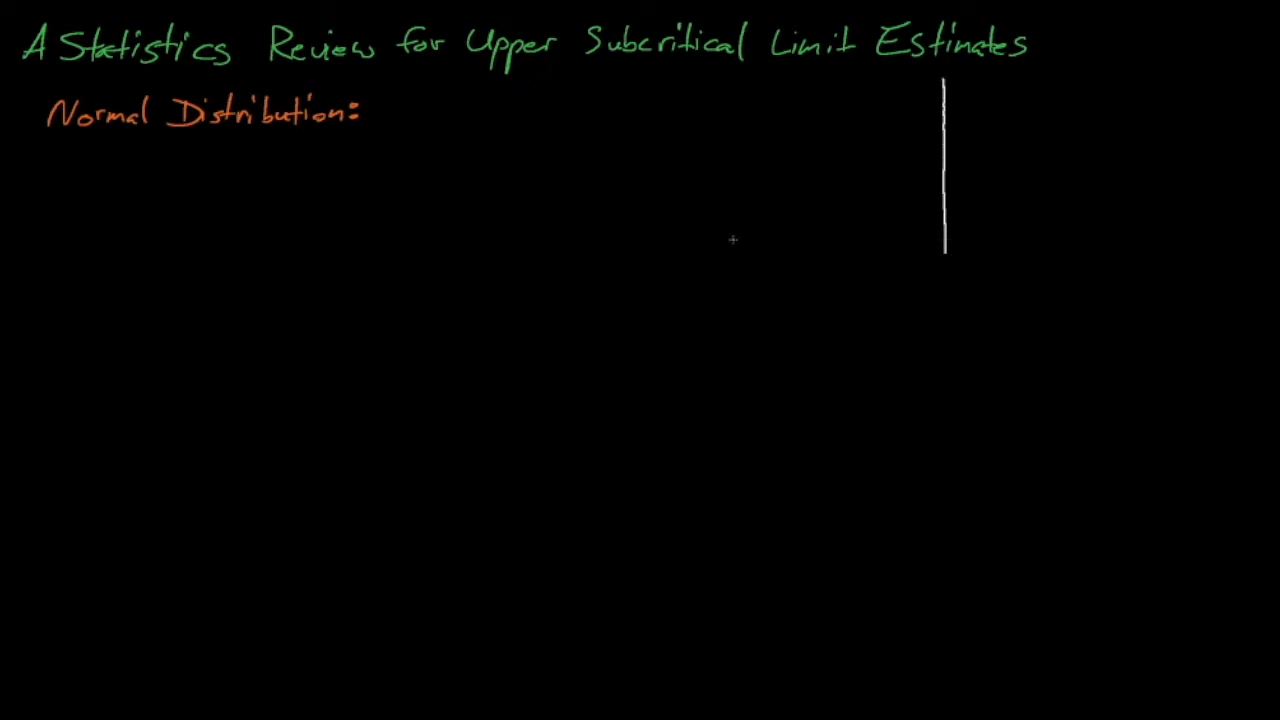 A Statistics Review for Upper Subcritical Limit Estimates
Normal Distribution: